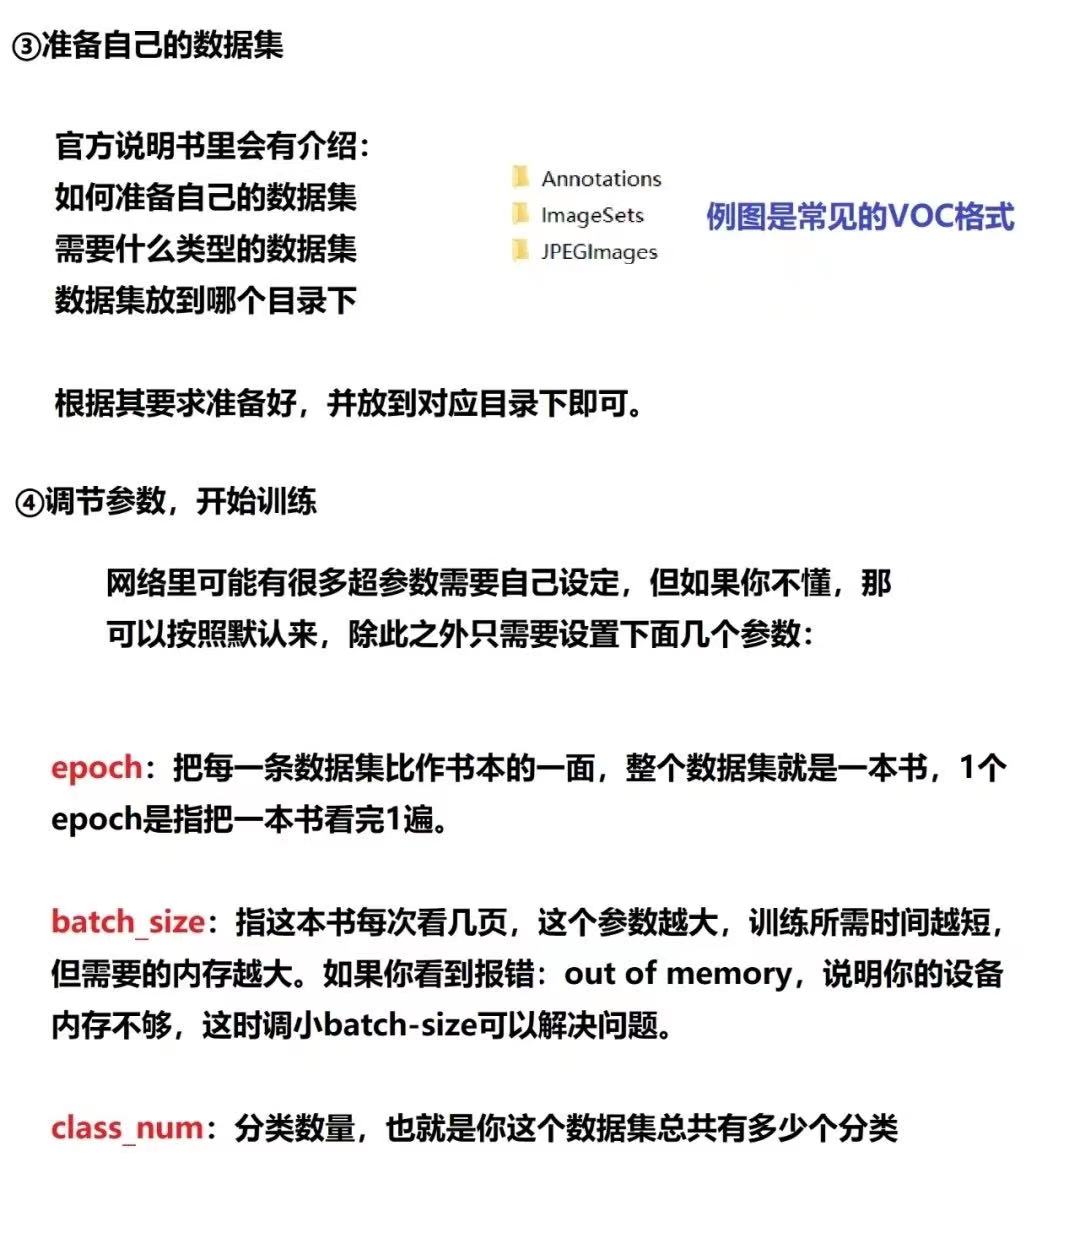 ③准备自己的数据集
官方说明书里会有介绍：
如何准备自己的数据集
需要什么类型的数据集
数据集放到哪个目录下
Annotations
ImageSets
JPEGImages
例图是常见的VOC格式
根据其要求准备好，并放到对应目录下即可。
④调节参数，开始训练
网络里可能有很多超参数需要自己设定，但如果你不懂，那
可以按照默认来，除此之外只需要设置下面几个参数：
epoch：把每一条数据集比作书本的一面，整个数据集就是一本书，1个
epoch是指把一本书看完1遍。
batch_size：指这本书每次看几页，这个参数越大，训练所需时间越短，
但需要的内存越大。如果你看到报错：out of memory，说明你的设备
内存不够，这时调小batch-size可以解决问题。
class_num：分类数量，也就是你这个数据集总共有多少个分类